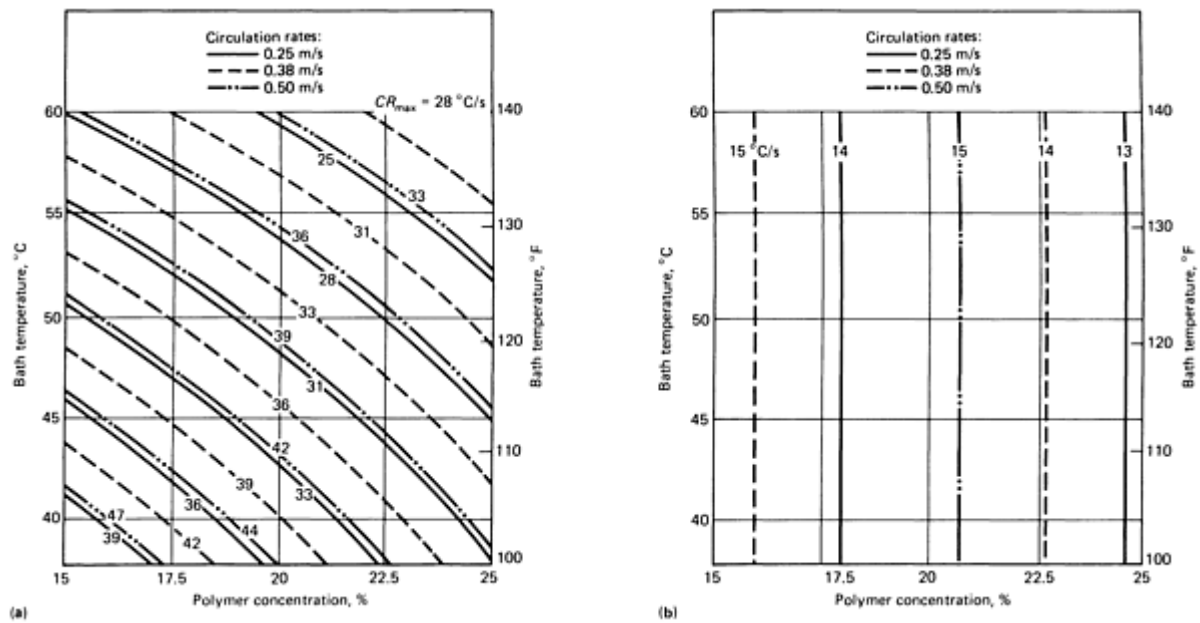 Circulation rates:
0.25 m/s
0.38 m/s
0.50 m/s
CRmax = 28 °C/s
60
55
50
45
40
140
130
120
110
100
Bath temperature, °C
Bath temperature, °F
25
33
31
36
28
33
39
31
36
42
33
39
36
44
42
47
39
15
17.5
20
22.5
25
Polymer concentration, %
(a)
Circulation rates:
0.25 m/s
0.38 m/s
0.50 m/s
60
55
50
45
40
140
130
120
110
100
Bath temperature, °C
Bath temperature, °F
15 °C/s
14
15
14
13
15
17.5
20
22.5
25
Polymer concentration, %
(b)